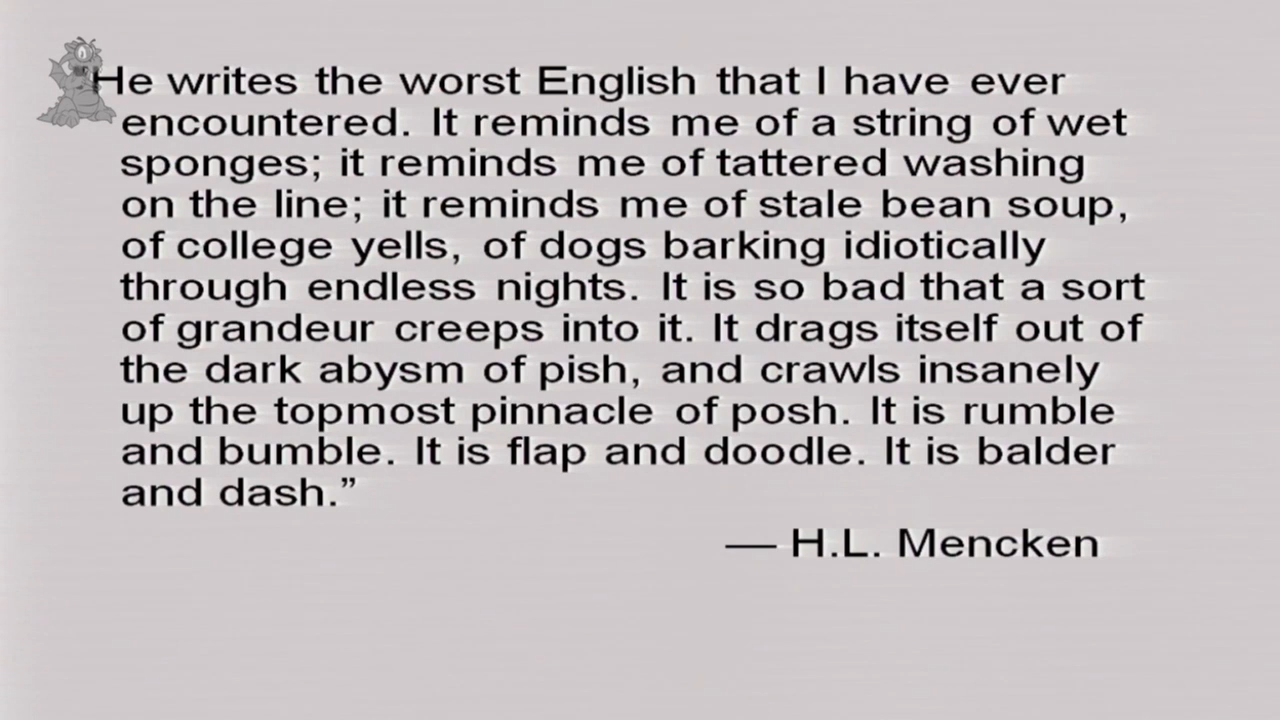 He writes the worst English that I have ever
encountered. It reminds me of a string of wet
sponges; it reminds me of tattered washing
on the line; it reminds me of stale bean soup,
of college yells, of dogs barking idiotically
through endless nights. It is so bad that a sort
of grandeur creeps into it. It drags itself out of
the dark abysm of pish, and crawls insanely
up the topmost pinnacle of posh. It is rumble
and bumble. It is flap and doodle. It is balder
and dash.”
— H.L. Mencken